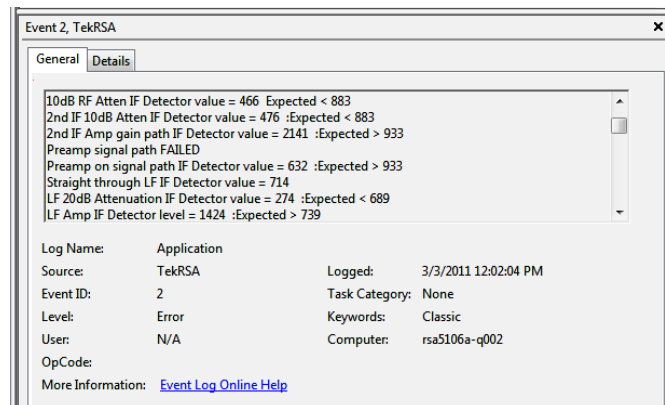 Event 2, TekRSA
General Details
10dB RF Atten IF Detector value = 466 Expected < 883
2nd IF 10dB Atten IF Detector value = 476 :Expected < 883
2nd IF Amp gain path IF Detector value = 2141 :Expected > 933
Preamp signal path FAILED
Preamp on signal path IF Detector value = 632 :Expected > 933
Straight through LF IF Detector value = 714
LF 20dB Attenuation IF Detector value = 274 :Expected < 689
LF Amp IF Detector level = 1424 :Expected > 739
Log Name: Application
Source: TekRSA Logged: 3/3/2011 12:02:04 PM
Event ID: 2 Task Category: None
Level: Error Keywords: Classic
User: N/A Computer: rsa5106a-q002
OpCode:
More Information: Event Log Online Help